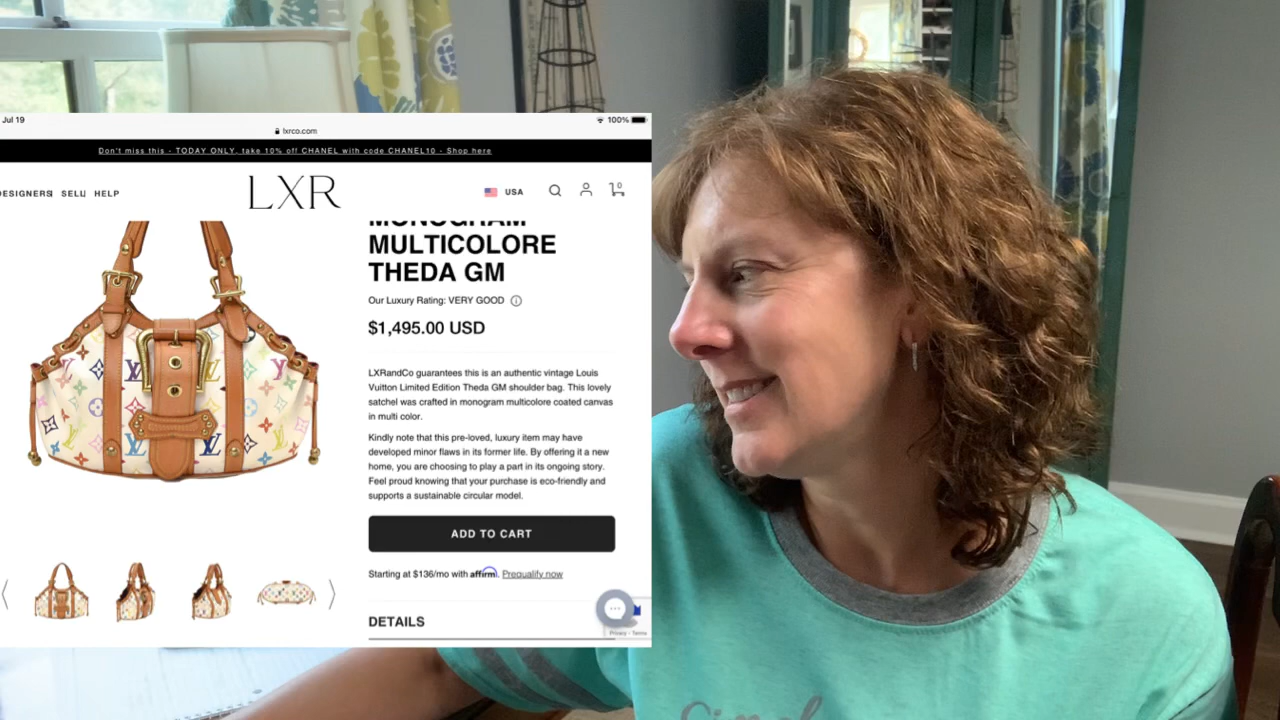 Jul 19
100%
lxrco.com
Don't miss this - TODAY ONLY, take 10% off CHANEL with code CHANEL10 - Shop here
DESIGNERS SELL HELP
LXR
USA
0
MONOGRAM
MULTICOLORE
THEDA GM
Our Luxury Rating: VERY GOOD
$1,495.00 USD
LXRandCo guarantees this is an authentic vintage Louis
Vuitton Limited Edition Theda GM shoulder bag. This lovely
satchel was crafted in monogram multicolore coated canvas
in multi color.
Kindly note that this pre-loved, luxury item may have
developed minor flaws in its former life. By offering it a new
home, you are choosing to play a part in its ongoing story.
Feel proud knowing that your purchase is eco-friendly and
supports a sustainable circular model.
ADD TO CART
Starting at $136/mo with affirm. Prequalify now
DETAILS
Privacy - Terms